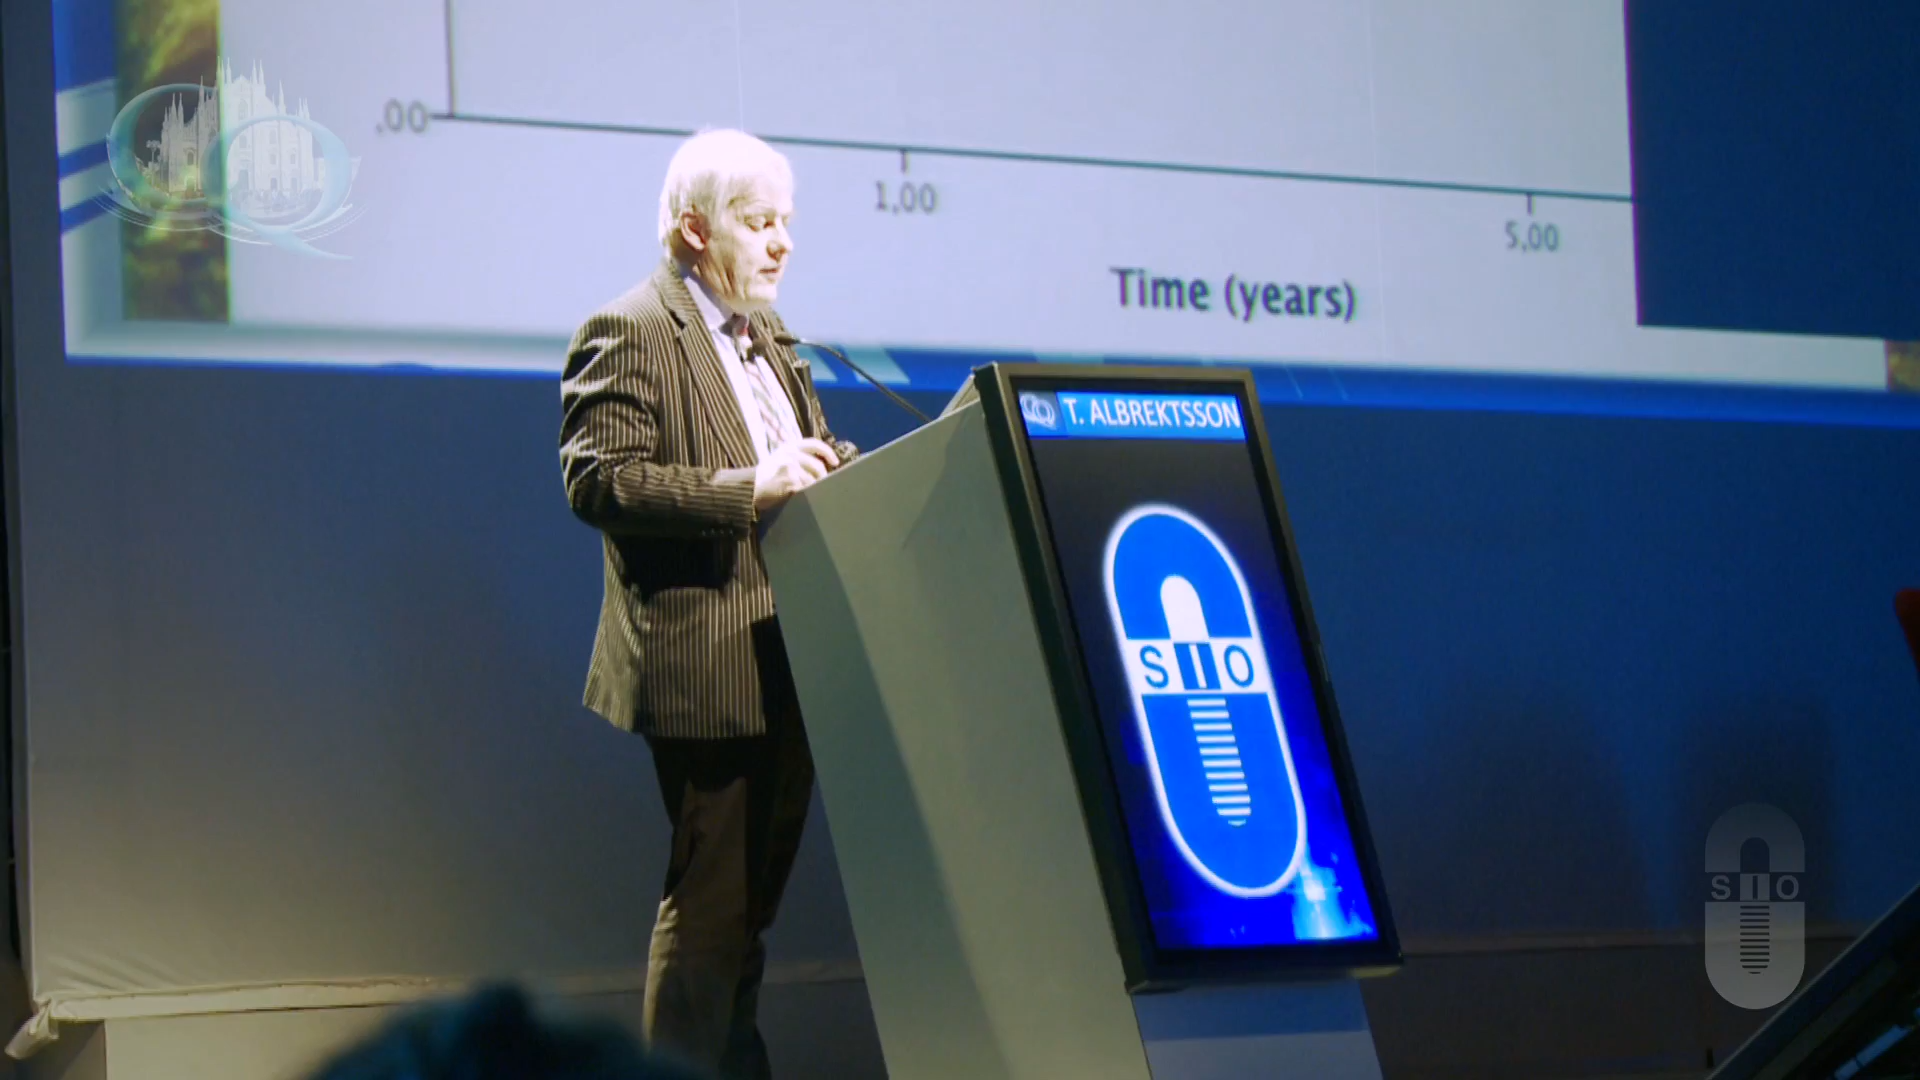 ,00
1,00
5,00
Time (years)
T. ALBREKTSSON
SIO
SIO